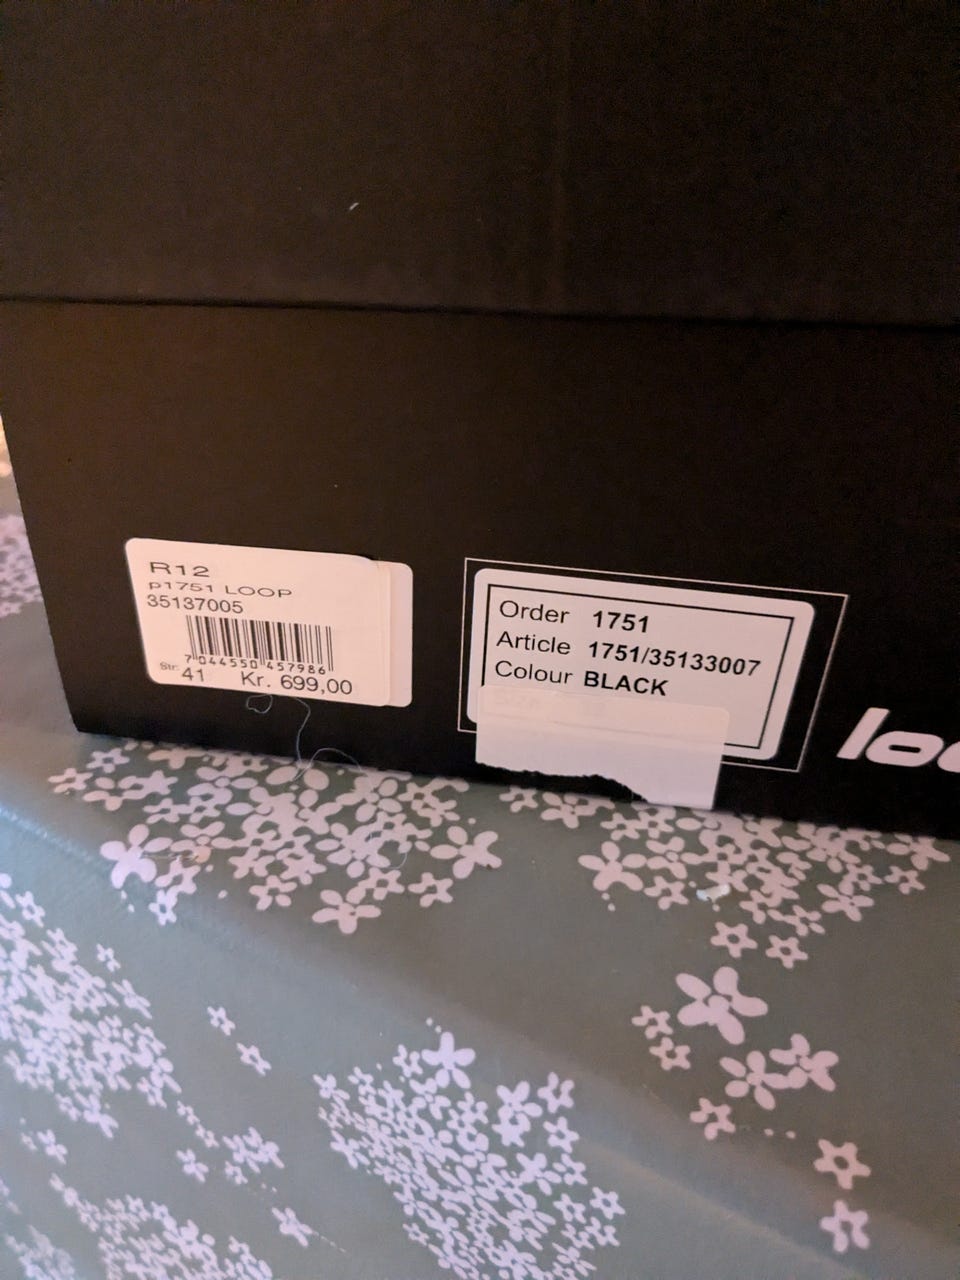 R12
p1751 LOOP
35137005
7 044550 457986
Str: 41 Kr. 699,00
Order 1751
Article 1751/35133007
Colour BLACK